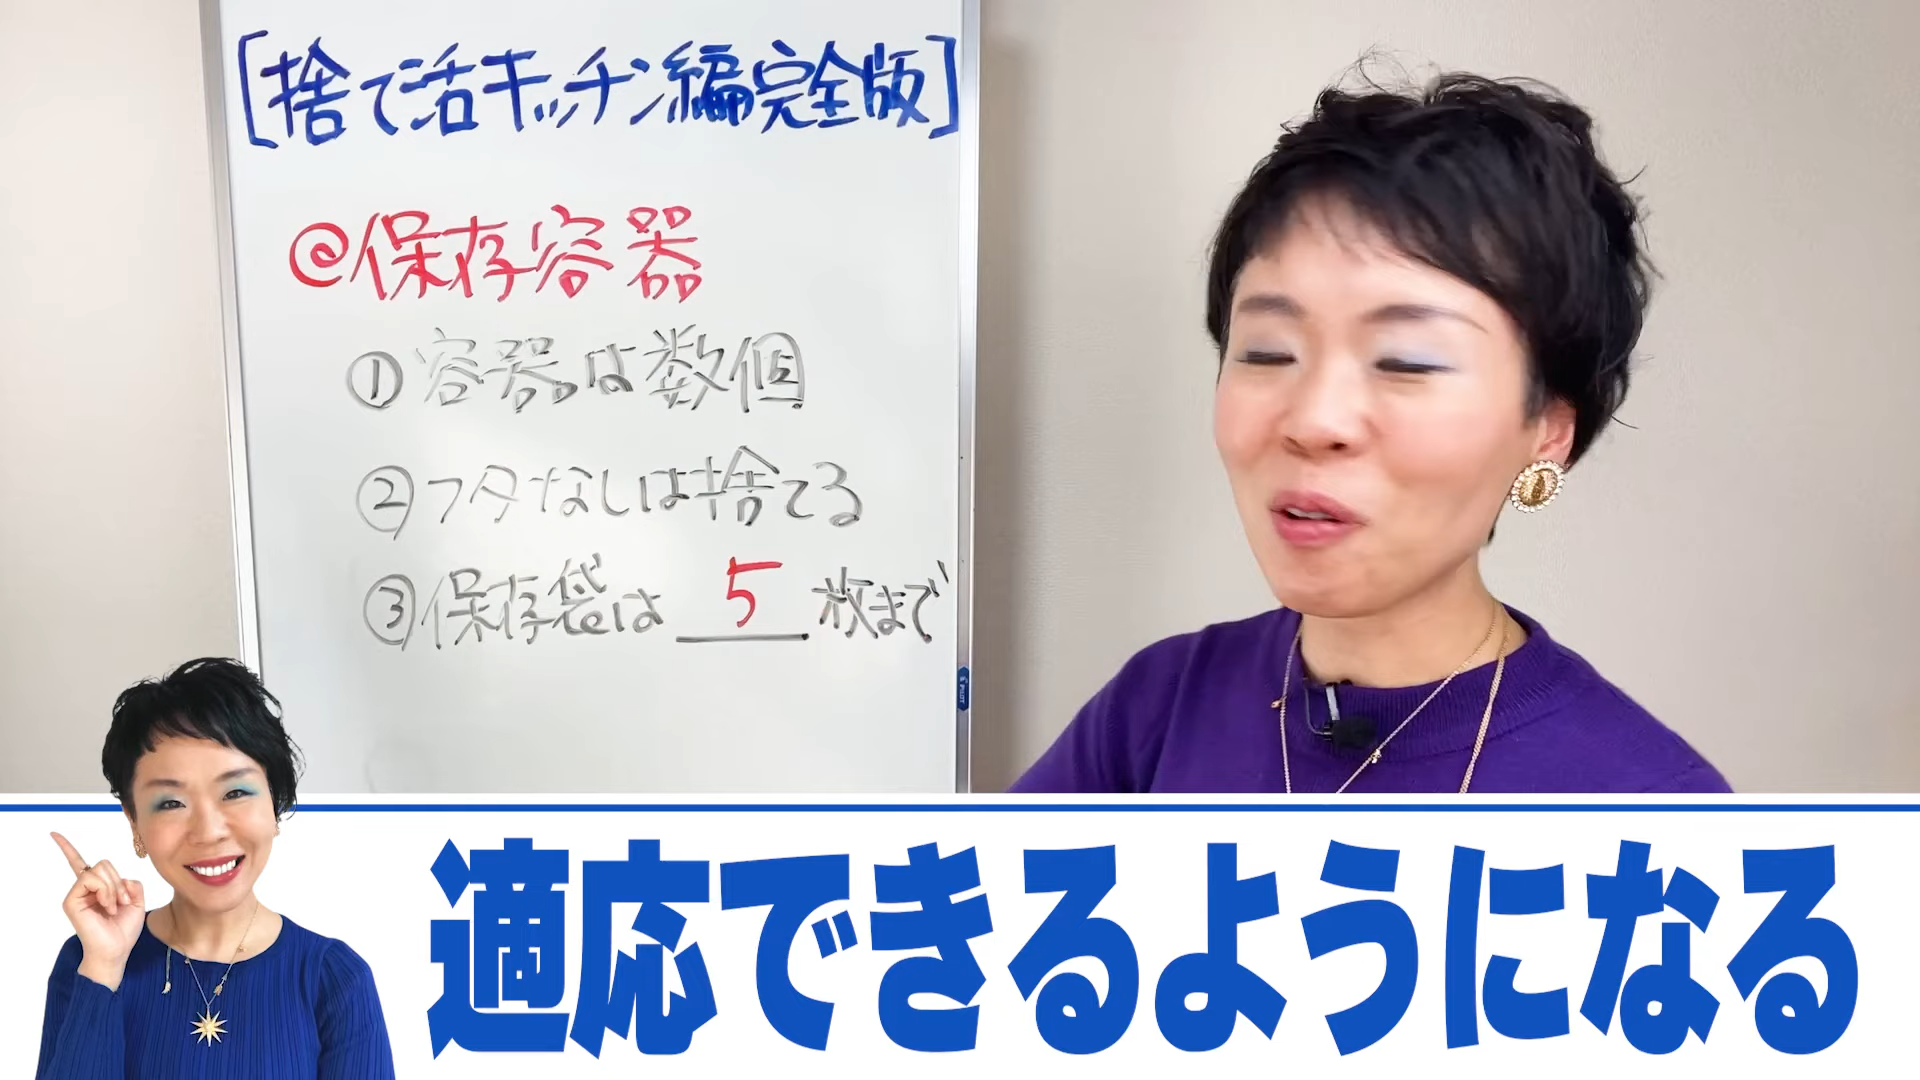 [捨て活キッチン編完全版]
@保存容器
①容器は数個
②フタなしは捨てる
③保存袋は 5 枚まで
PILOT
適応できるようになる